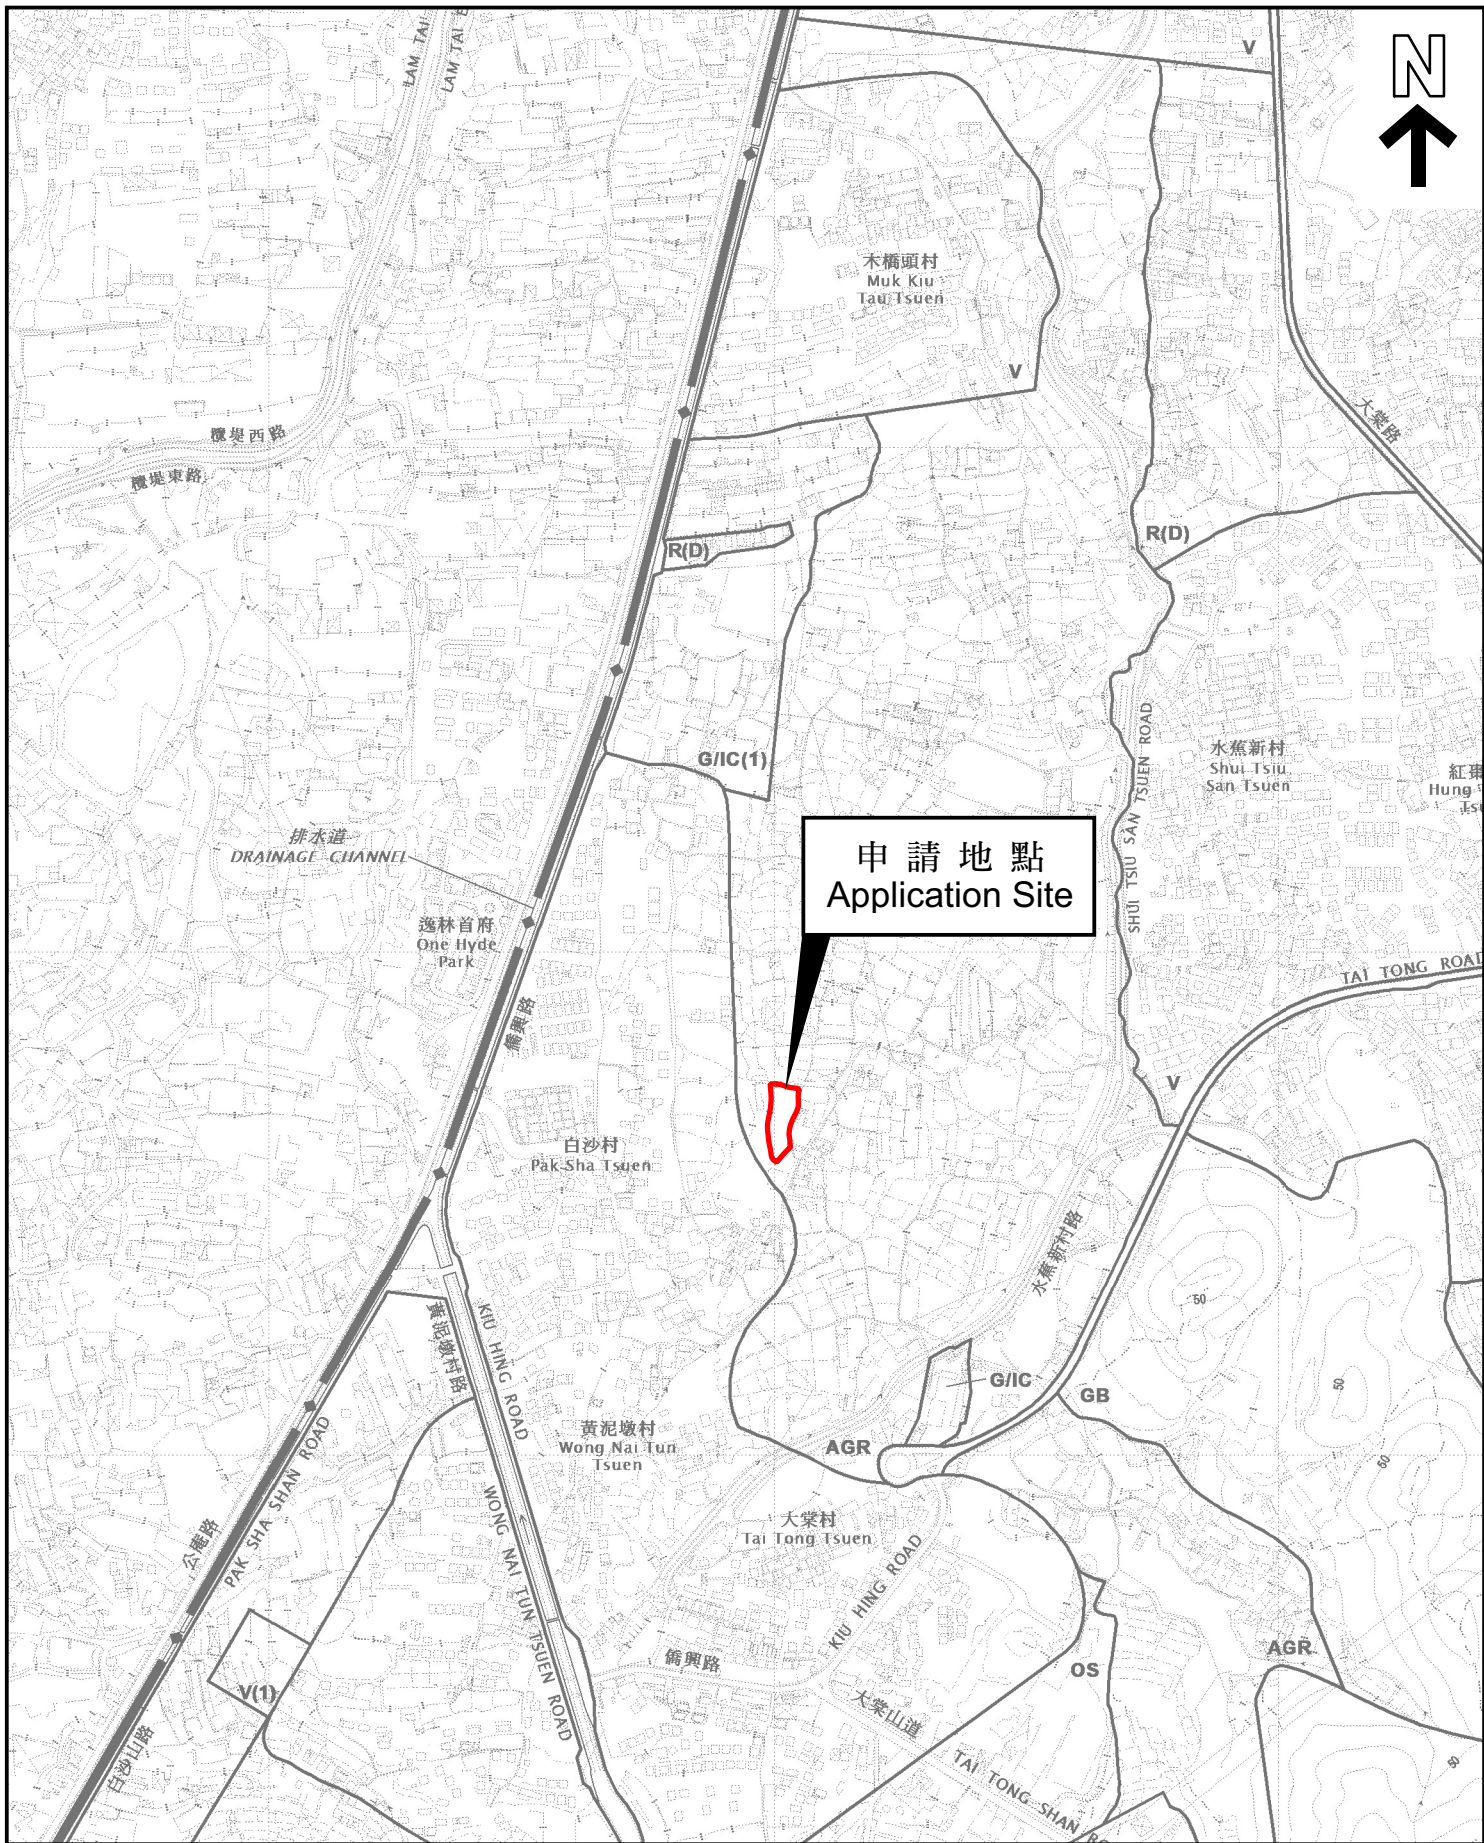 LAM TAI
LAM TAI E
V
N
木橋頭村
Muk Kiu
Tau Tsuen
V
大棠路
欖堤西路
欖堤東路
R(D)
R(D)
SHUI TSIU SAN TSUEN ROAD
G/IC(1)
水蕉新村
Shui Tsiu
San Tsuen
紅棗
Hung
排水道
DRAINAGE CHANNEL
申請地點
Application Site
逸林首府
One Hyde
Park
僑興路
TAI TONG ROAD
V
白沙村
Pak Sha Tsuen
水蕉新村路
50
黃泥墩村路
KIU HING ROAD
G/IC
GB
50
黃泥墩村
Wong Nai Tun
Tsuen
AGR
50
公庵路
PAK SHA SHAN ROAD
WONG NAI TUN TSUEN ROAD
大棠村
Tai Tong Tsuen
KIU HING ROAD
僑興路
AGR
OS
V(1)
大棠山道
白沙山路
TAI TONG SHAN RO
50